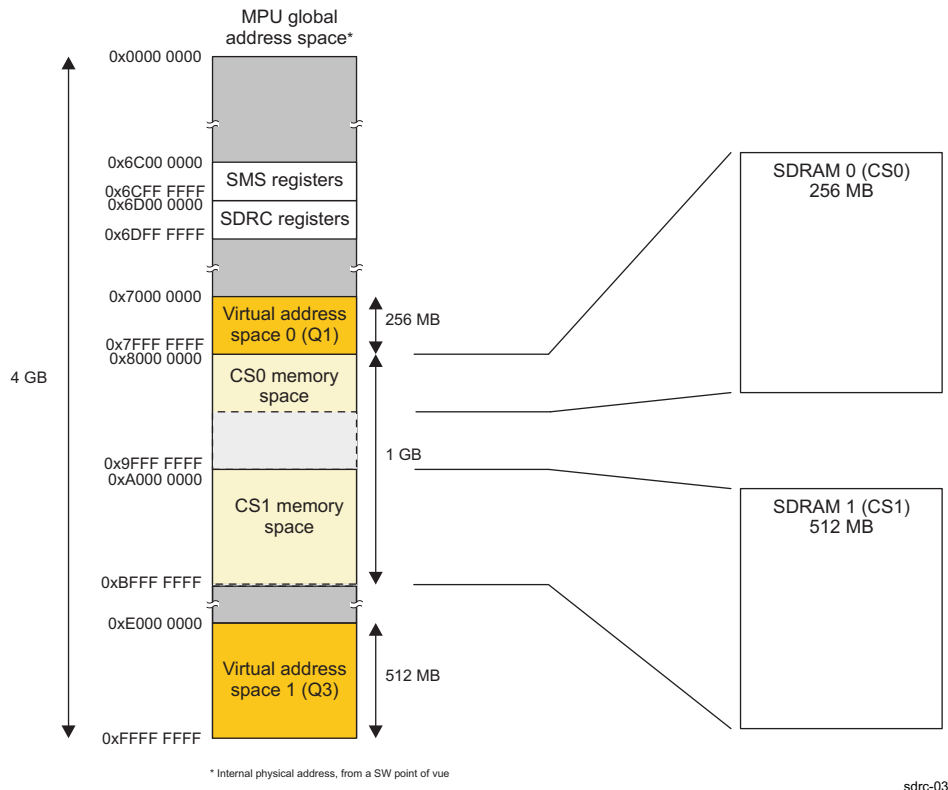 MPU global
address space*
0x0000 0000
0x6C00 0000
SMS registers
0x6CFF FFFF
0x6D00 0000
SDRC registers
0x6DFF FFFF
0x7000 0000
Virtual address
space 0 (Q1)
256 MB
0x7FFF FFFF
0x8000 0000
4 GB
CS0 memory
space
1 GB
0x9FFF FFFF
0xA000 0000
CS1 memory
space
0xBFFF FFFF
0xE000 0000
Virtual address
space 1 (Q3)
512 MB
0xFFFF FFFF
SDRAM 0 (CS0)
256 MB
SDRAM 1 (CS1)
512 MB
* Internal physical address, from a SW point of vue
sdrc-03